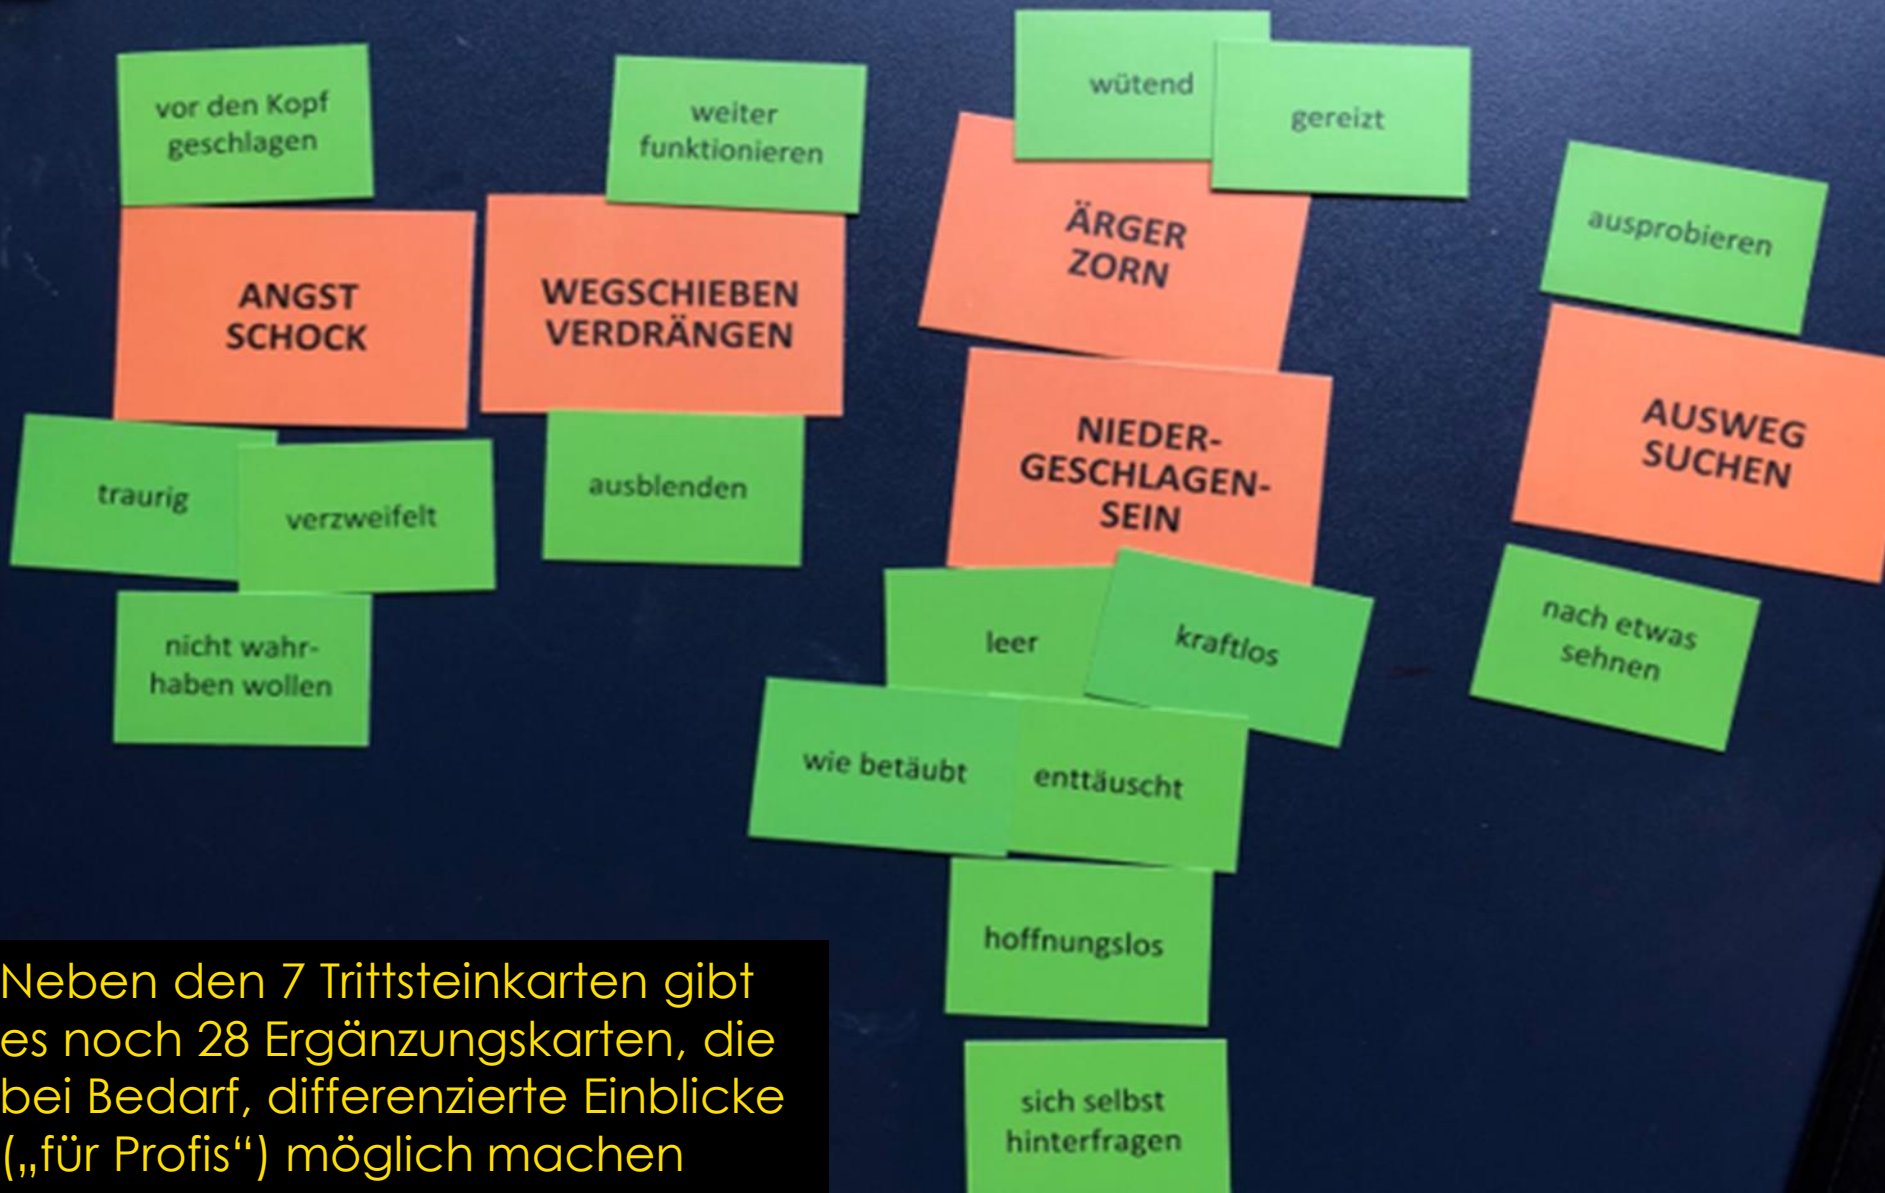 vor den Kopf
geschlagen
ANGST
SCHOCK
traurig
verzweifelt
nicht wahr-
haben wollen
weiter
funktionieren
WEGSCHIEBEN
VERDRÄNGEN
ausblenden
wütend
gereizt
ÄRGER
ZORN
NIEDER-
GESCHLAGEN-
SEIN
leer
kraftlos
wie betäubt
enttäuscht
hoffnungslos
sich selbst
hinterfragen
ausprobieren
AUSWEG
SUCHEN
nach etwas
sehnen
Neben den 7 Trittsteinkarten gibt
es noch 28 Ergänzungskarten, die
bei Bedarf, differenzierte Einblicke
(„für Profis“) möglich machen